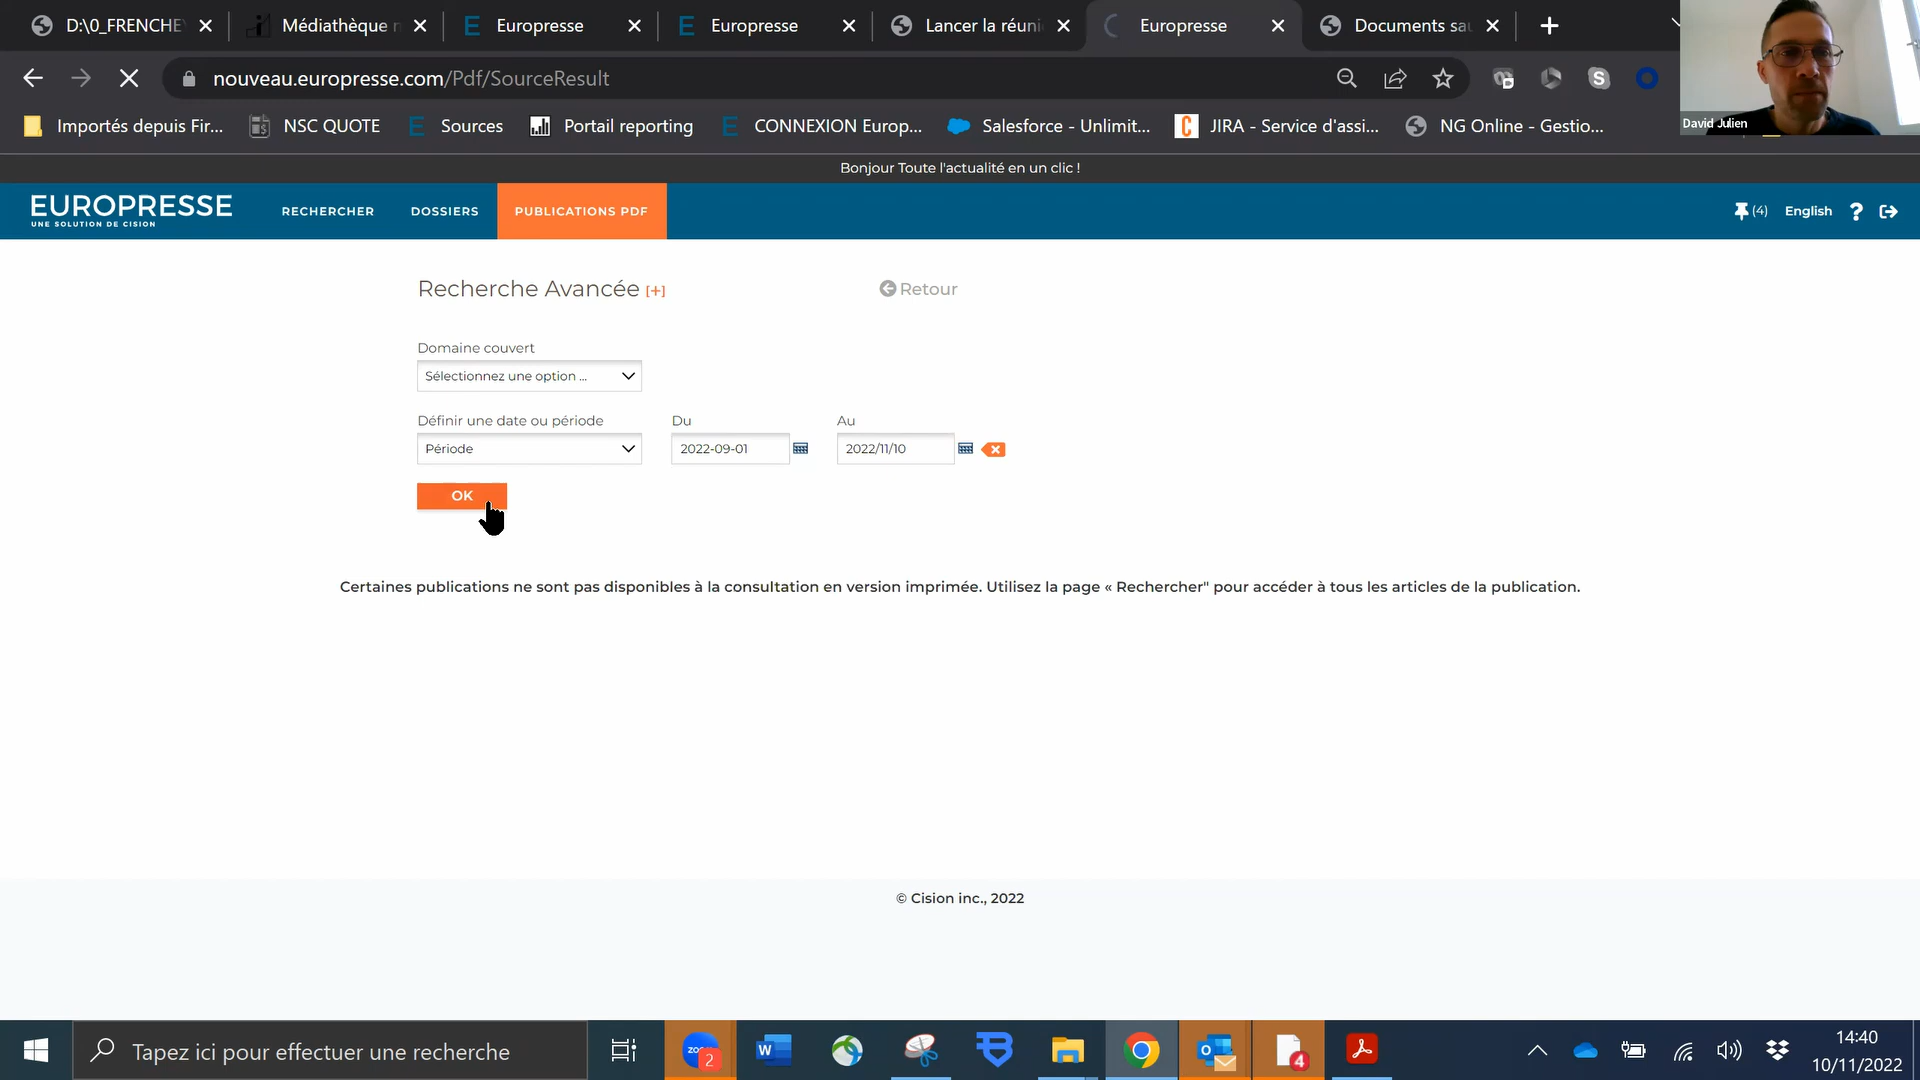 D:\0_FRENCHE
Médiathèque n
Europresse
Europresse
Lancer la réuni
Europresse
Documents sau
nouveau.europresse.com/Pdf/SourceResult
Importés depuis Fir...
NSC QUOTE
Sources
Portail reporting
CONNEXION Europ...
Salesforce - Unlimit...
JIRA - Service d'assi...
NG Online - Gestio...
David Julien
Bonjour Toute l'actualité en un clic !
EUROPRESSE
UNE SOLUTION DE CISION
RECHERCHER
DOSSIERS
PUBLICATIONS PDF
(4)
English
?
Recherche Avancée [+]
Retour
Domaine couvert
Sélectionnez une option ...
Définir une date ou période
Du
Au
Période
2022-09-01
2022/11/10
OK
Certaines publications ne sont pas disponibles à la consultation en version imprimée. Utilisez la page « Rechercher" pour accéder à tous les articles de la publication.
© Cision inc., 2022
Tapez ici pour effectuer une recherche
2
4
14:40
10/11/2022